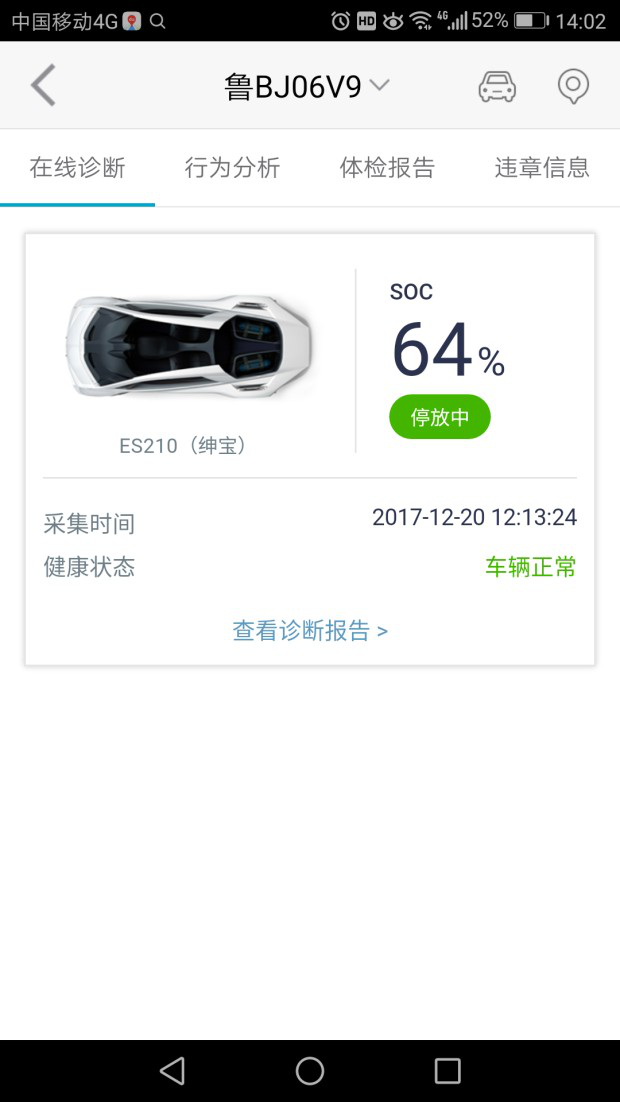 中国移动4G HD 4G 52% 14:02
鲁BJ06V9
在线诊断 行为分析 体检报告 违章信息
SOC
64%
停放中
ES210（绅宝）
采集时间 2017-12-20 12:13:24
健康状态 车辆正常
查看诊断报告 >